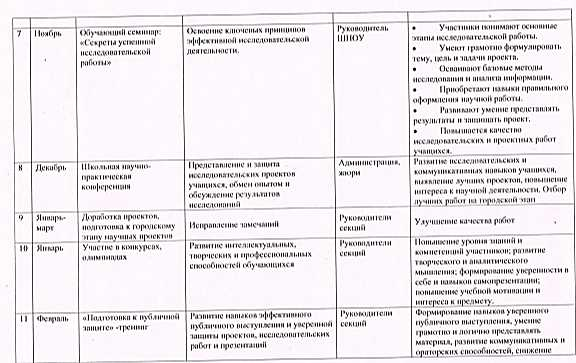 7 Ноябрь Обучающий семинар: Освоение ключевых принципов Руководитель • Участники понимают основные
«Секреты успешной эффективной исследовательской ШНОУ этапы исследовательской работы.
исследовательской деятельности. • Умеют грамотно формулировать
работы» тему, цель и задачи проекта.
• Осваивают базовые методы
исследования и анализа информации.
• Приобретают навыки правильного
оформления научной работы.
• Развивают умение представлять
результаты и защищать проект.
• Повышается качество
исследовательских и проектных работ
учащихся.
8 Декабрь Школьная научно- Представление и защита Администрация, Развитие исследовательских и
практическая исследовательских проектов жюри коммуникативных навыков учащихся,
конференция учащихся, обмен опытом и выявление лучших проектов, повышение
обсуждение результатов интереса к научной деятельности. Отбор
исследований лучших работ на городской этап
9 Январь- Доработка проектов, Исправление замечаний Руководители Улучшение качества работ
март подготовка к городскому секций
этапу научных проектов
10 Январь Участие в конкурсах, Развитие интеллектуальных, Руководители Повышение уровня знаний и
олимпиадах творческих и профессиональных секций компетенций участников; развитие
способностей обучающихся творческого и аналитического
мышления; формирование уверенности в
себе и навыков самопрезентации;
повышение учебной мотивации и
интереса к предмету.
11 Февраль «Подготовка к публичной Развитие навыков эффективного Руководители Формирование навыков уверенного
защите» -тренинг публичного выступления и уверенной секций публичного выступления, умение
защиты проектов, исследовательских грамотно и логично представлять
работ и презентаций материал, развитие коммуникативных и
ораторских способностей, снижение